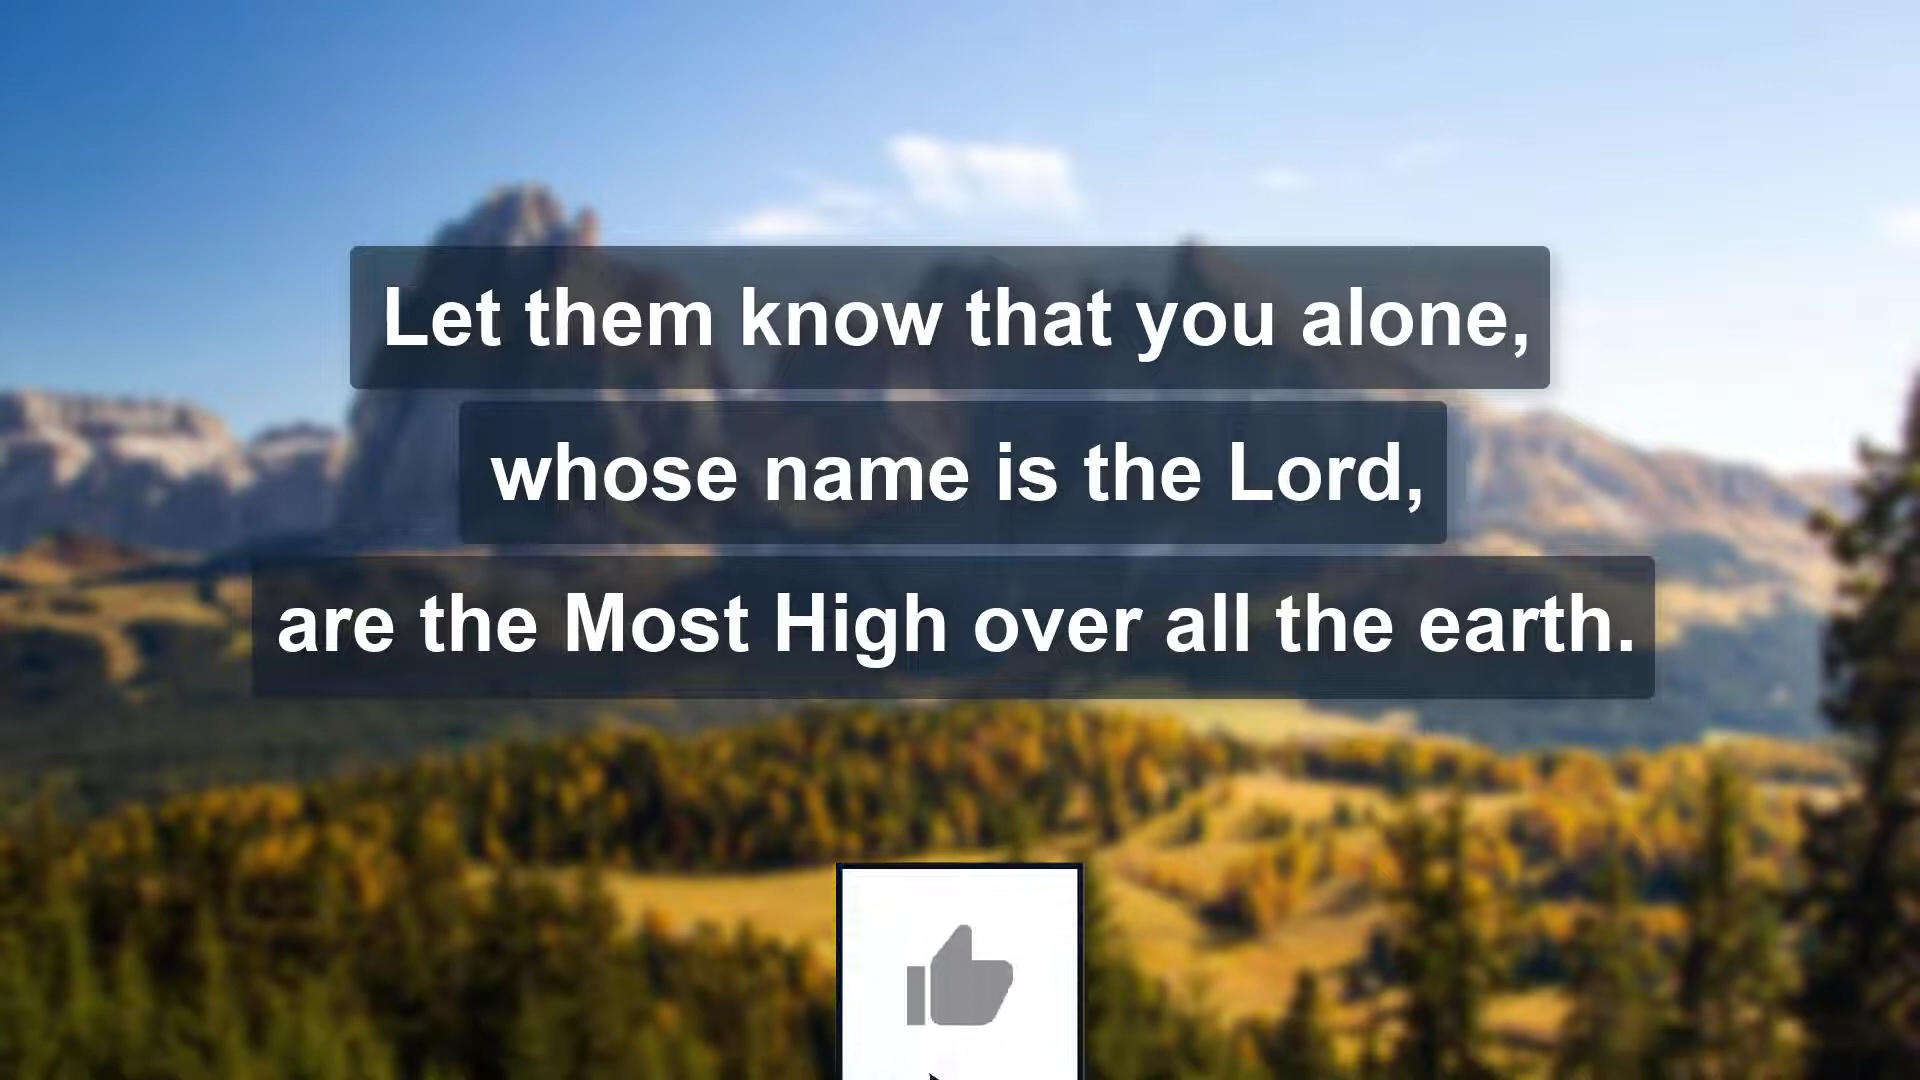 Let them know that you alone,
whose name is the Lord,
are the Most High over all the earth.